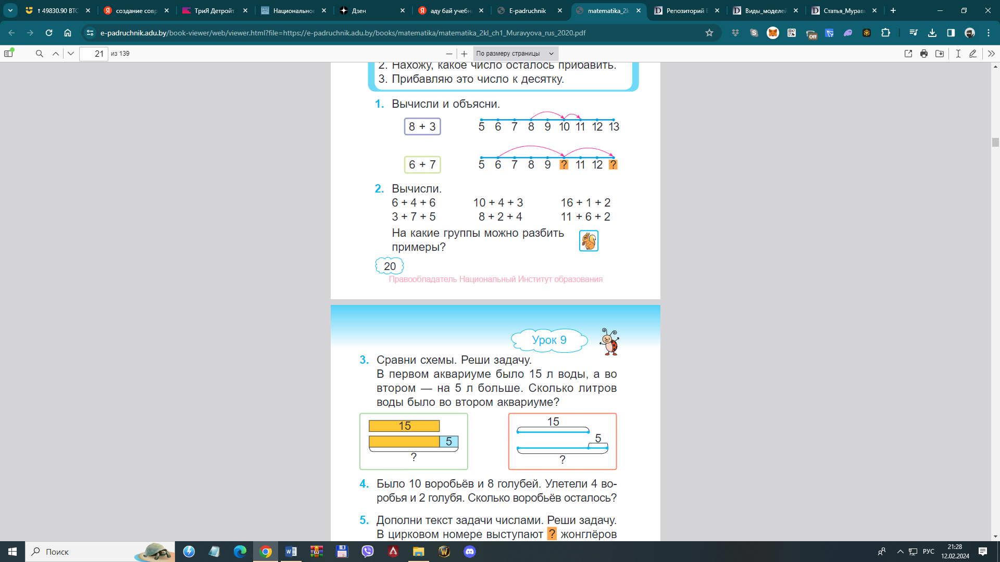 ↑ 49830.90 BTC
создание совр
ТриЯ Детройт
Национальное
Дзен
аду бай учебн
E-padruchnik
matematika_2k
Репозиторий
Виды_моделей
Статья_Мурав
e-padruchnik.adu.by/book-viewer/web/viewer.html?file=https://e-padruchnik.adu.by/books/matematika/matematika_2kl_ch1_Muravyova_rus_2020.pdf
Off
21 из 139
По размеру страницы
2. Нахожу, какое число осталось прибавить.
3. Прибавляю это число к десятку.
1. Вычисли и объясни.
8 + 3
5 6 7 8 9 10 11 12 13
6 + 7
5 6 7 8 9 ? 11 12 ?
2. Вычисли.
6 + 4 + 6 10 + 4 + 3 16 + 1 + 2
3 + 7 + 5 8 + 2 + 4 11 + 6 + 2
На какие группы можно разбить
примеры?
20
Правообладатель Национальный Институт образования
Урок 9
3. Сравни схемы. Реши задачу.
В первом аквариуме было 15 л воды, а во
втором — на 5 л больше. Сколько литров
воды было во втором аквариуме?
15
5
?
15
5
?
4. Было 10 воробьёв и 8 голубей. Улетели 4 во-
робья и 2 голубя. Сколько воробьёв осталось?
5. Дополни текст задачи числами. Реши задачу.
В цирковом номере выступают ? жонглёров
Поиск
РУС
21:28
12.02.2024